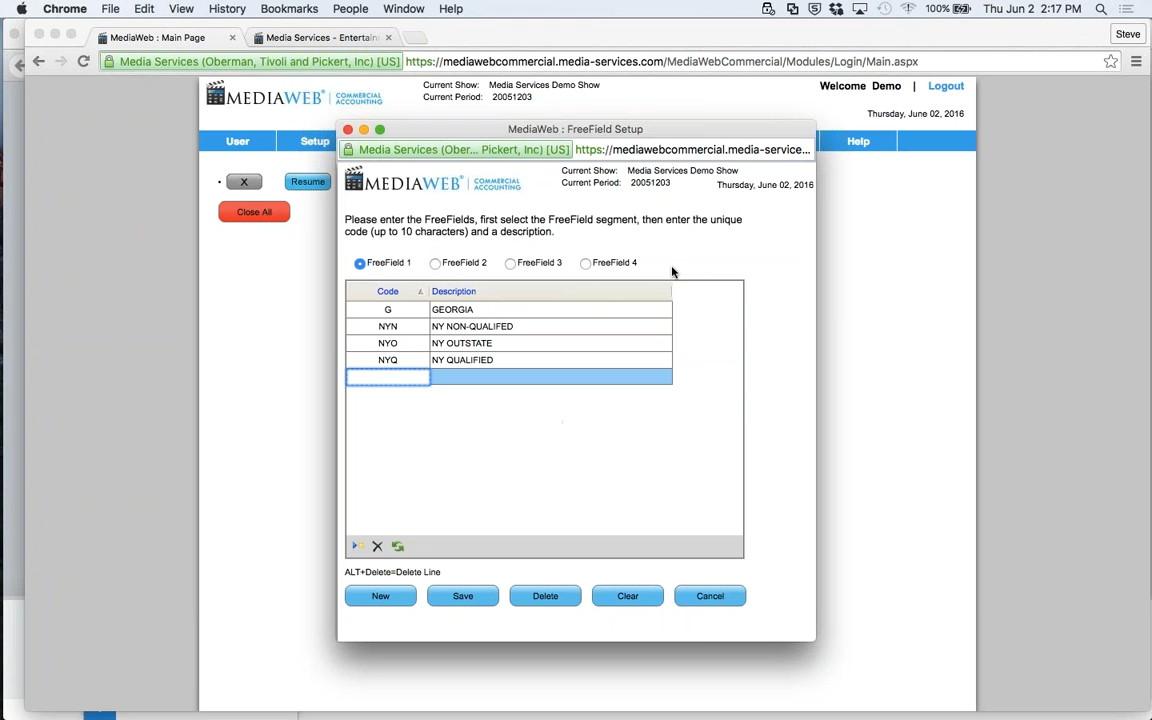 Chrome File Edit View History Bookmarks People Window Help 100% Thu Jun 2 2:17 PM
MediaWeb : Main Page Media Services - Entertain Steve
Media Services (Oberman, Tivoli and Pickert, Inc) [US] https://mediawebcommercial.media-services.com/MediaWebCommercial/Modules/Login/Main.aspx
MEDIAWEB® COMMERCIAL ACCOUNTING
Current Show: Media Services Demo Show
Current Period: 20051203
Welcome Demo | Logout
Thursday, June 02, 2016
User Setup Help
X Resume
Close All
MediaWeb : FreeField Setup
Media Services (Ober... Pickert, Inc) [US] https://mediawebcommercial.media-service...
MEDIAWEB® COMMERCIAL ACCOUNTING
Current Show: Media Services Demo Show
Current Period: 20051203
Thursday, June 02, 2016
Please enter the FreeFields, first select the FreeField segment, then enter the unique
code (up to 10 characters) and a description.
FreeField 1 FreeField 2 FreeField 3 FreeField 4
Code Description
G GEORGIA
NYN NY NON-QUALIFED
NYO NY OUTSTATE
NYQ NY QUALIFIED
ALT+Delete=Delete Line
New Save Delete Clear Cancel